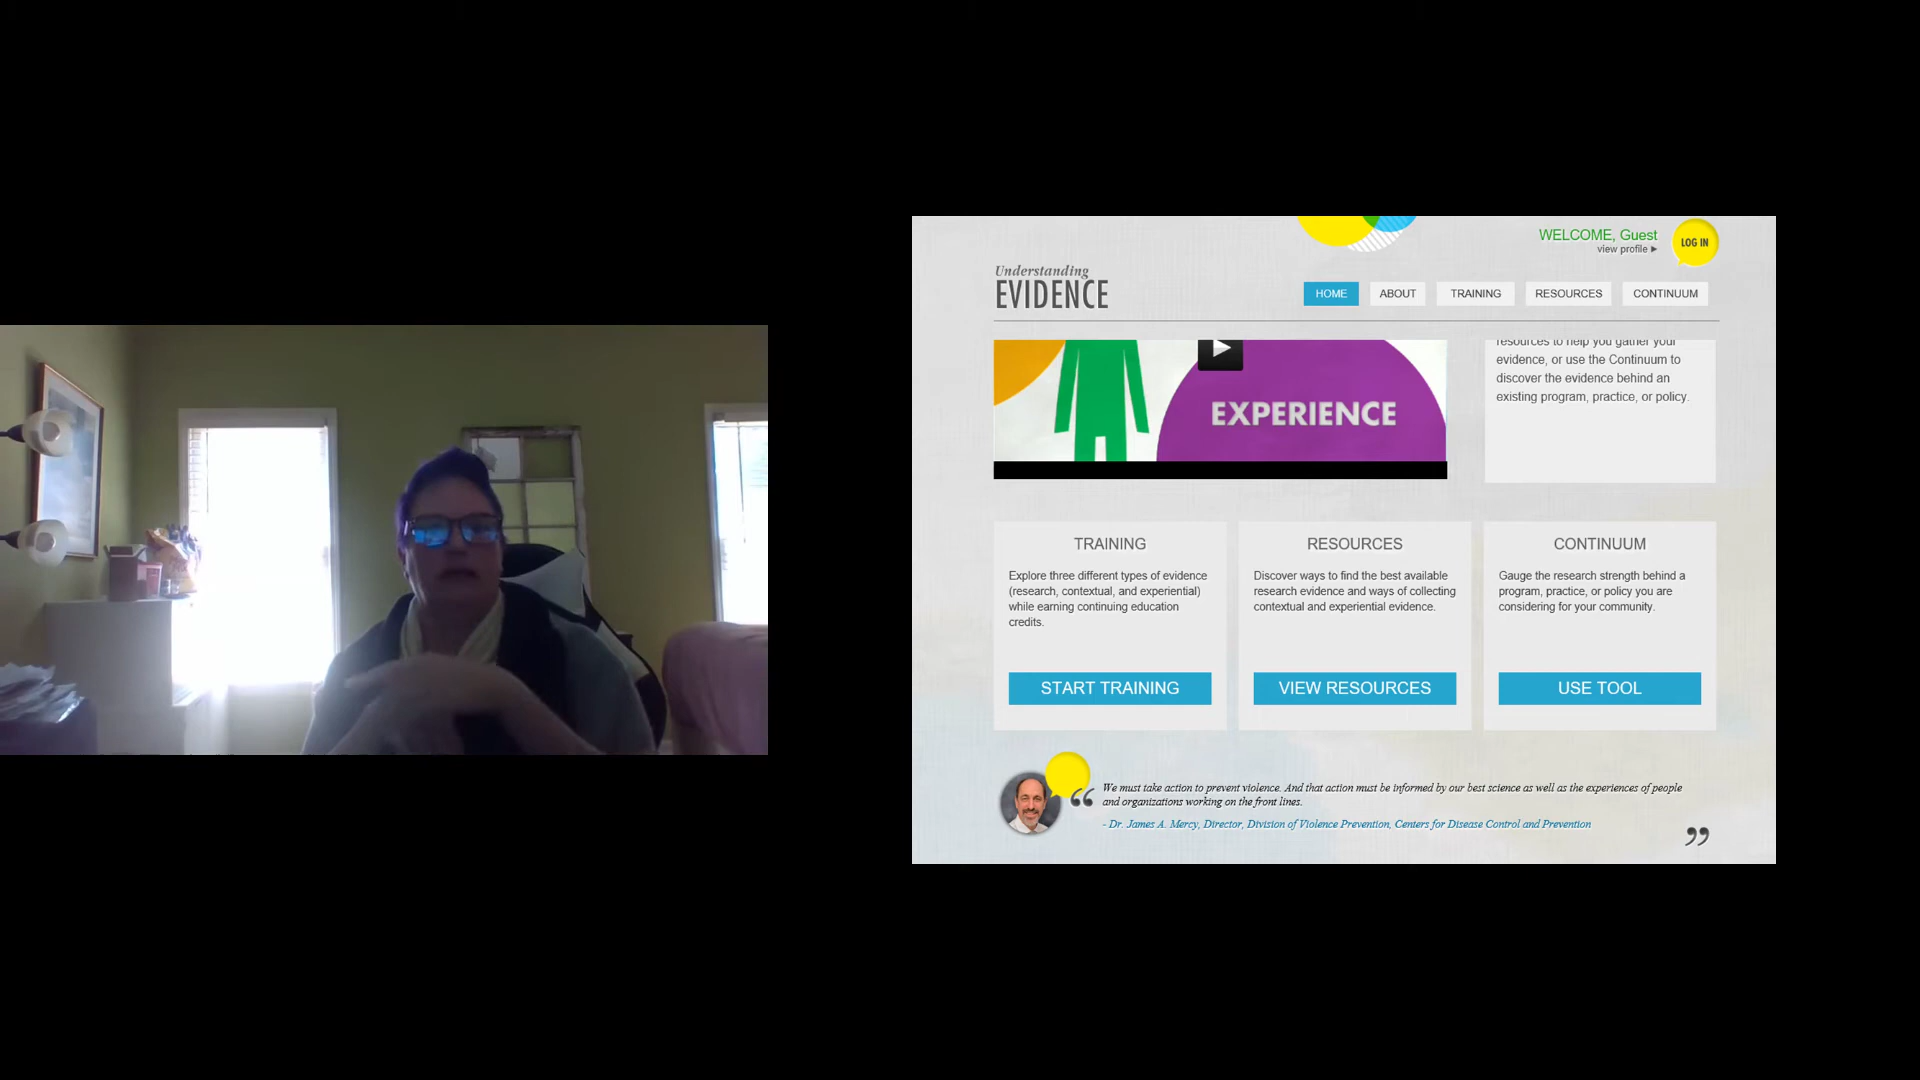 WELCOME, Guest
view profile ▶
LOG IN
Understanding
EVIDENCE
HOME
ABOUT
TRAINING
RESOURCES
CONTINUUM
EXPERIENCE
resources to help you gather your
evidence, or use the Continuum to
discover the evidence behind an
existing program, practice, or policy.
TRAINING
Explore three different types of evidence
(research, contextual, and experiential)
while earning continuing education
credits.
START TRAINING
RESOURCES
Discover ways to find the best available
research evidence and ways of collecting
contextual and experiential evidence.
VIEW RESOURCES
CONTINUUM
Gauge the research strength behind a
program, practice, or policy you are
considering for your community.
USE TOOL
“ We must take action to prevent violence. And that action must be informed by our best science as well as the experiences of people
and organizations working on the front lines.
- Dr. James A. Mercy, Director, Division of Violence Prevention, Centers for Disease Control and Prevention
”